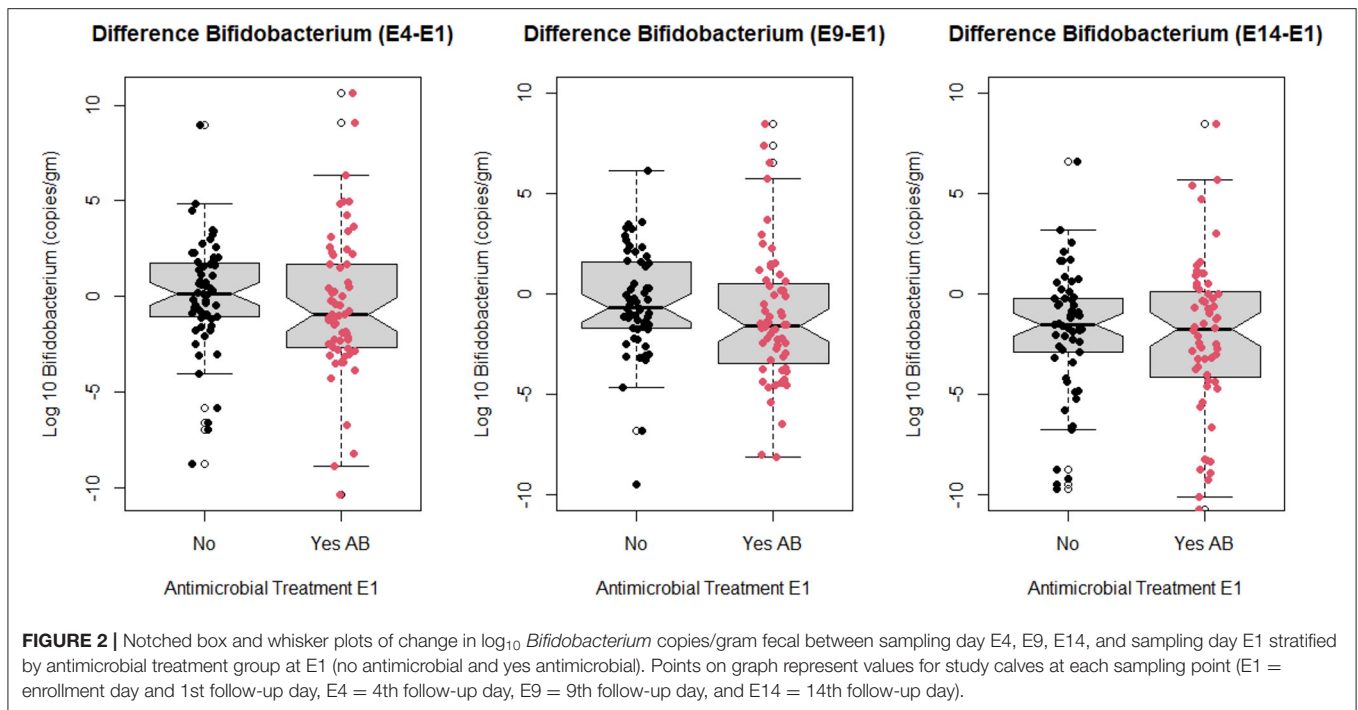 Difference Bifidobacterium (E4-E1)
Log 10 Bifidobacterium (copies/gm)
10
5
0
-5
-10
No
Yes AB
Antimicrobial Treatment E1
Difference Bifidobacterium (E9-E1)
Log 10 Bifidobacterium (copies/gm)
10
5
0
-5
-10
No
Yes AB
Antimicrobial Treatment E1
Difference Bifidobacterium (E14-E1)
Log 10 Bifidobacterium (copies/gm)
10
5
0
-5
-10
No
Yes AB
Antimicrobial Treatment E1
FIGURE 2 | Notched box and whisker plots of change in log₁₀ Bifidobacterium copies/gram fecal between sampling day E4, E9, E14, and sampling day E1 stratified
by antimicrobial treatment group at E1 (no antimicrobial and yes antimicrobial). Points on graph represent values for study calves at each sampling point (E1 =
enrollment day and 1st follow-up day, E4 = 4th follow-up day, E9 = 9th follow-up day, and E14 = 14th follow-up day).